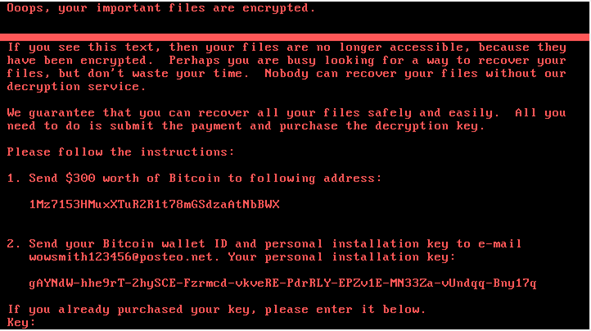 Ooops, your important files are encrypted.
If you see this text, then your files are no longer accessible, because they
have been encrypted. Perhaps you are busy looking for a way to recover your
files, but don't waste your time. Nobody can recover your files without our
decryption service.
We guarantee that you can recover all your files safely and easily. All you
need to do is submit the payment and purchase the decryption key.
Please follow the instructions:
1. Send $300 worth of Bitcoin to following address:
1Mz7153HMuxXTuR2R1t78mGSdzaAtNbBWX
2. Send your Bitcoin wallet ID and personal installation key to e-mail
wowsmith123456@posteo.net. Your personal installation key:
gAYNdW-hhe9rT-2hySCE-Fzrmcd-vkveRE-PdrRLY-EPZv1E-MN33Za-vUndqq-Bny17q
If you already purchased your key, please enter it below.
Key: